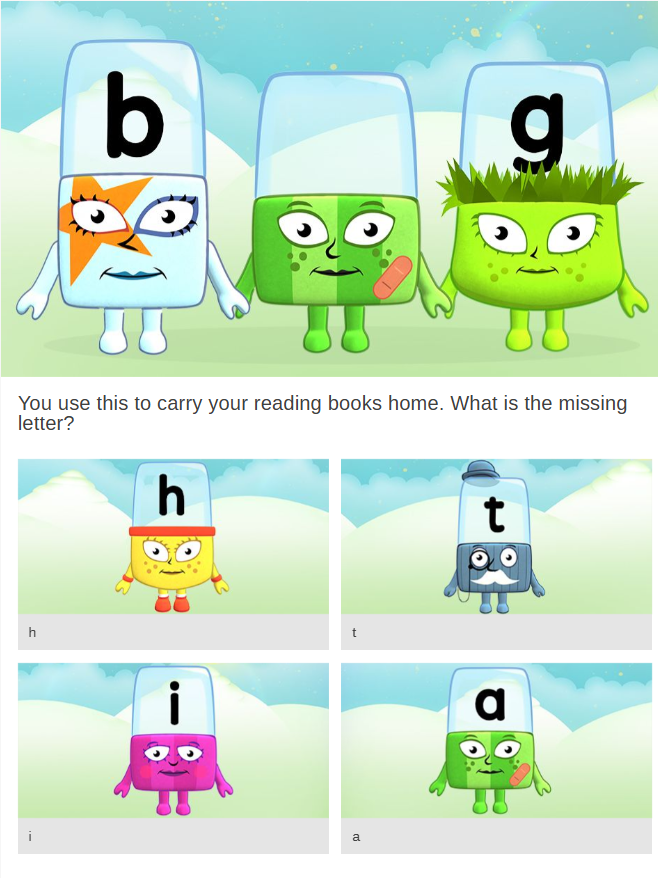 b g
You use this to carry your reading books home. What is the missing
letter?
h t
h t
i a
i a